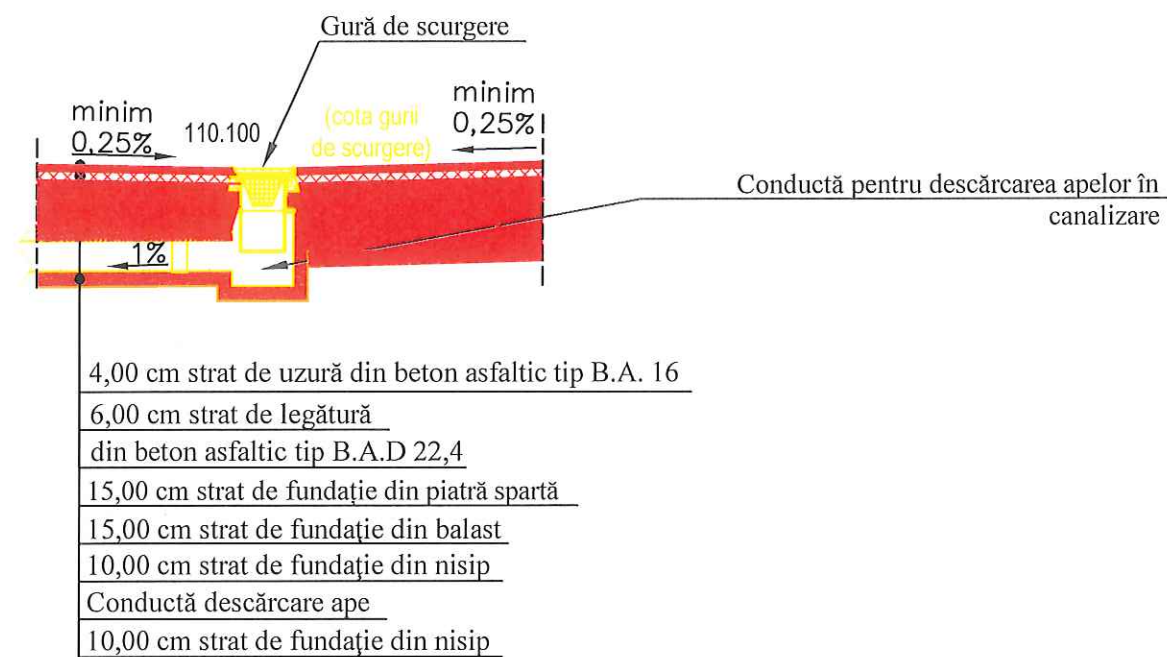 Gură de scurgere
minim
0,25%
110.100
(cota gurii
de scurgere)
minim
0,25%
Conductă pentru descărcarea apelor în
canalizare
1%
4,00 cm strat de uzură din beton asfaltic tip B.A. 16
6,00 cm strat de legătură
din beton asfaltic tip B.A.D 22,4
15,00 cm strat de fundație din piatră spartă
15,00 cm strat de fundație din balast
10,00 cm strat de fundație din nisip
Conductă descărcare ape
10,00 cm strat de fundație din nisip